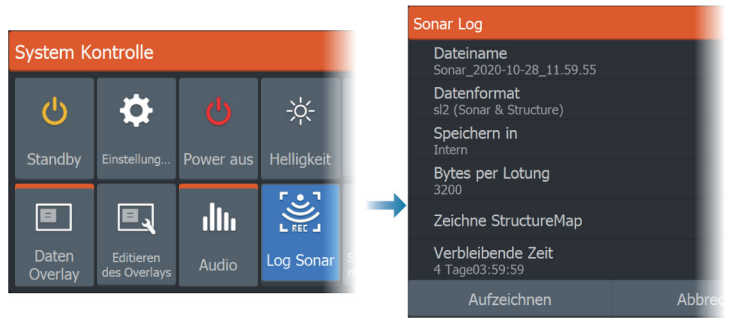 System Kontrolle
Standby
Einstellung...
Power aus
Helligkeit
Daten
Overlay
Editieren
des Overlays
Audio
REC
Log Sonar
Sonar Log
Dateiname
Sonar_2020-10-28_11.59.55
Datenformat
sl2 (Sonar & Structure)
Speichern in
Intern
Bytes per Lotung
3200
Zeichne StructureMap
Verbleibende Zeit
4 Tage03:59:59
Aufzeichnen